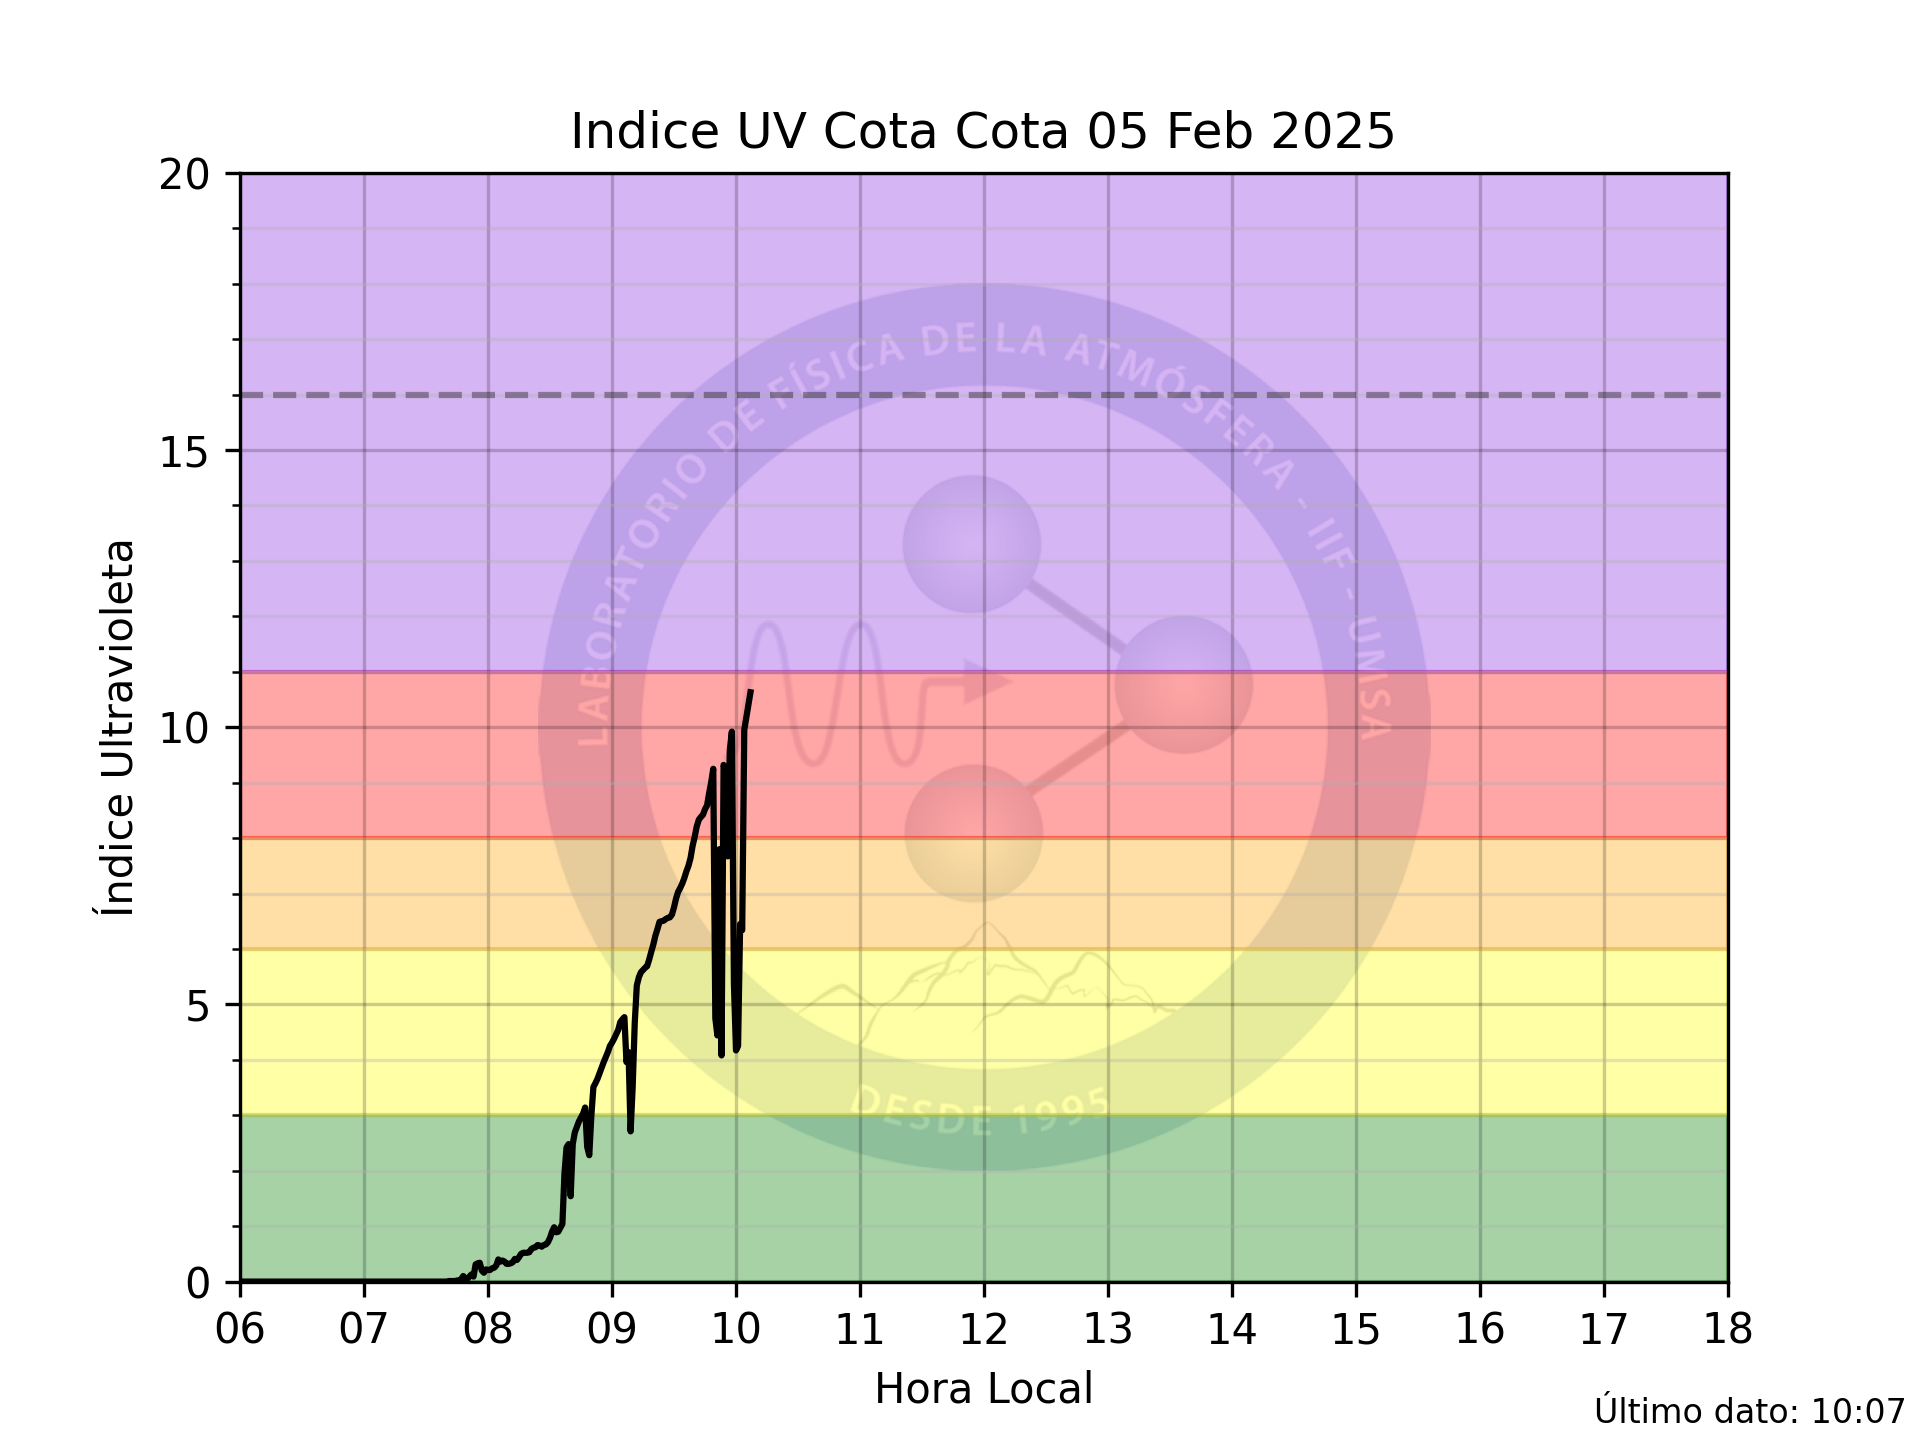 Indice UV Cota Cota 05 Feb 2025
20
15
10
5
0
Índice Ultravioleta
LABORATORIO DE FÍSICA DE LA ATMÓSFERA - IIF - UMSA
DESDE 1995
06 07 08 09 10 11 12 13 14 15 16 17 18
Hora Local
Último dato: 10:07